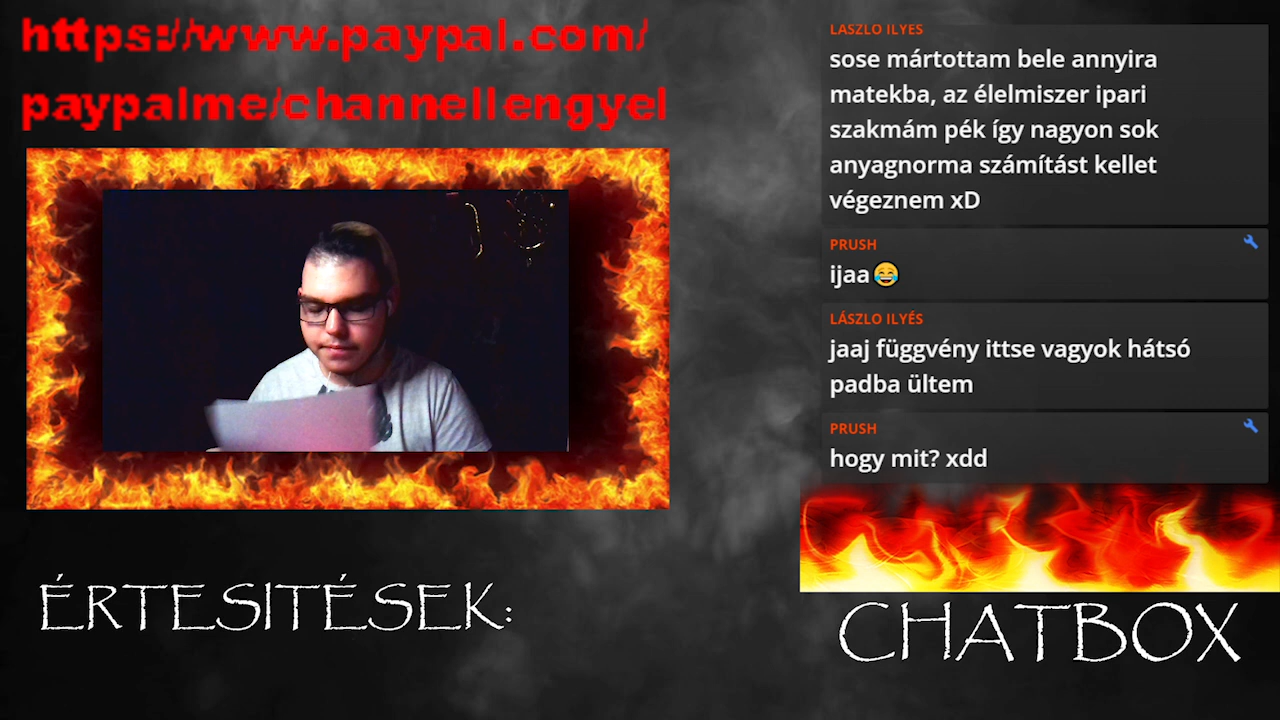 https://www.paypal.com/
paypalme/channellengyel
LASZLO ILYES
sose mártottam bele annyira
matekba, az élelmiszer ipari
szakmám pék így nagyon sok
anyagnorma számítást kellet
végeznem xD
PRUSH
ijaa😂
LÁSZLO ILYÉS
jaaj függvény ittse vagyok hátsó
padba ültem
PRUSH
hogy mit? xdd
ÉRTESITÉSEK:
CHATBOX